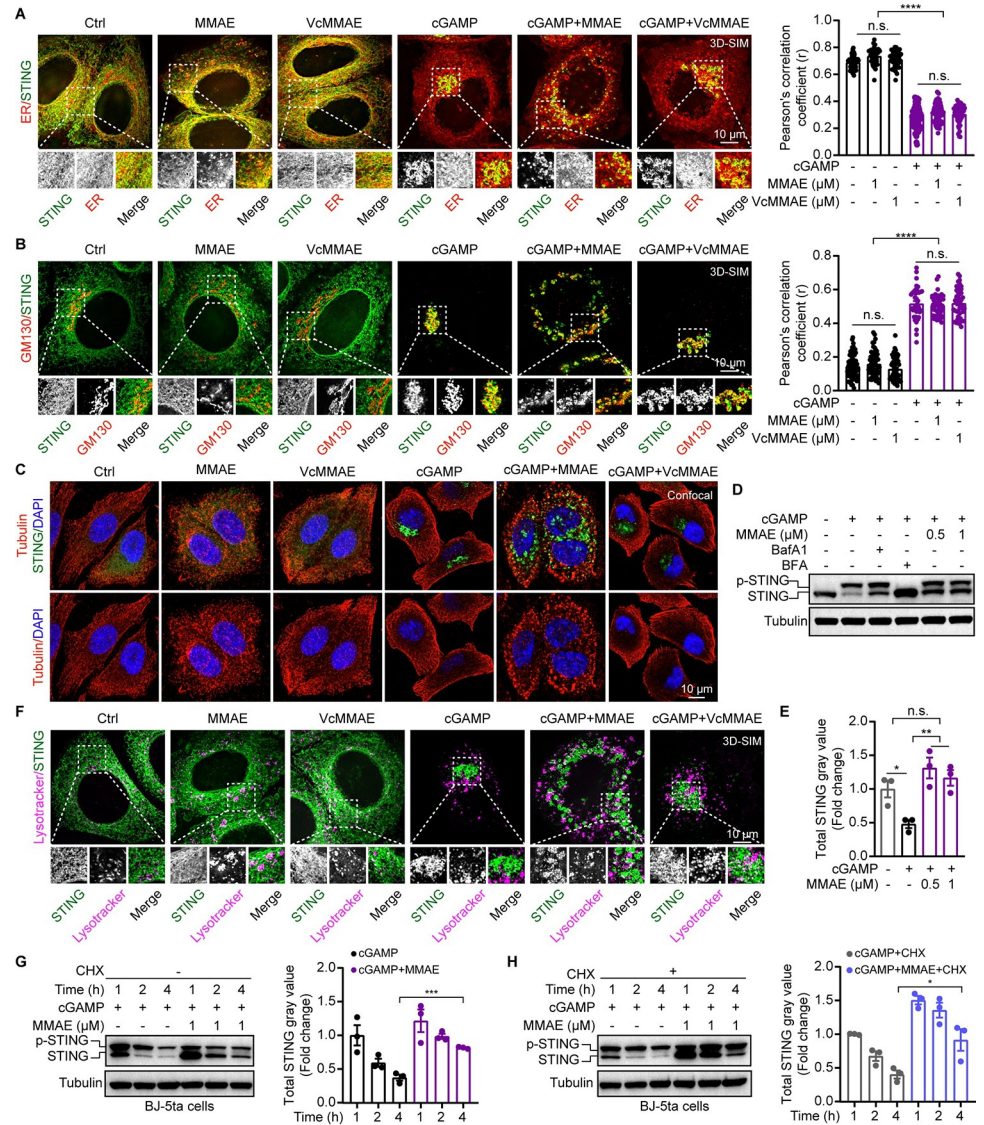 A
Ctrl MMAE VcMMAE cGAMP cGAMP+MMAE cGAMP+VcMMAE
ER/STING
3D-SIM
10 µm
STING ER Merge STING ER Merge STING ER Merge STING ER Merge STING ER Merge STING ER Merge
Pearson's correlation
coefficient (r)
****
n.s.
n.s.
0.8
0.6
0.4
0.2
0
cGAMP - - - + + +
MMAE (µM) - 1 - - 1 -
VcMMAE (µM) - - 1 - - 1
B
Ctrl MMAE VcMMAE cGAMP cGAMP+MMAE cGAMP+VcMMAE
GM130/STING
3D-SIM
10 µm
STING GM130 Merge STING GM130 Merge STING GM130 Merge STING GM130 Merge STING GM130 Merge STING GM130 Merge
Pearson's correlation
coefficient (r)
****
n.s.
n.s.
0.8
0.6
0.4
0.2
0.0
cGAMP - - - + + +
MMAE (µM) - 1 - - 1 -
VcMMAE (µM) - - 1 - - 1
C
Ctrl MMAE VcMMAE cGAMP cGAMP+MMAE cGAMP+VcMMAE
Tubulin
STING/DAPI
Confocal
Tubulin/DAPI
10 µm
D
cGAMP - + + + + +
MMAE (µM) - - - - 0.5 1
BafA1 +
BFA +
p-STING
STING
Tubulin
F
Ctrl MMAE VcMMAE cGAMP cGAMP+MMAE cGAMP+VcMMAE
Lysotracker/STING
3D-SIM
10 µm
STING Lysotracker Merge STING Lysotracker Merge STING Lysotracker Merge STING Lysotracker Merge STING Lysotracker Merge STING Lysotracker Merge
E
Total STING gray value
(Fold change)
n.s.
**
*
2.0
1.5
1.0
0.5
0.0
cGAMP - + + +
MMAE (µM) - - 0.5 1
G
CHX -
Time (h) 1 2 4 1 2 4
cGAMP + + + + + +
MMAE (µM) - - - 1 1 1
p-STING
STING
Tubulin
BJ-5ta cells
cGAMP
cGAMP+MMAE
Total STING gray value
(Fold change)
***
2.0
1.5
1.0
0.5
0.0
Time (h) 1 2 4 1 2 4
H
CHX +
Time (h) 1 2 4 1 2 4
cGAMP + + + + + +
MMAE (µM) - - - 1 1 1
p-STING
STING
Tubulin
BJ-5ta cells
cGAMP+CHX
cGAMP+MMAE+CHX
Total STING gray value
(Fold change)
*
2.0
1.5
1.0
0.5
0.0
Time (h) 1 2 4 1 2 4